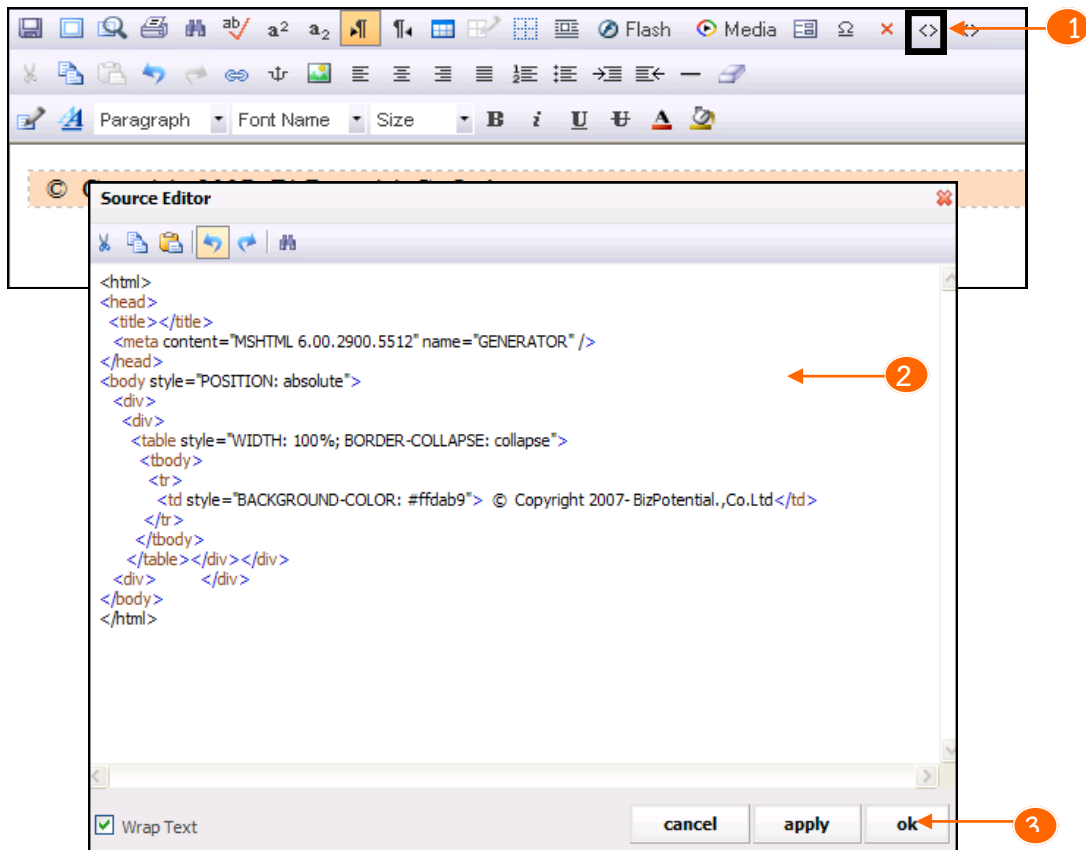 ab a² a₂ ¶ ¶ Flash Media Ω <> <> 1
Paragraph Font Name Size B i U U A
©
Source Editor
<html>
<head>
<title></title>
<meta content="MSHTML 6.00.2900.5512" name="GENERATOR" />
</head>
<body style="POSITION: absolute">
2
<div>
<div>
<table style="WIDTH: 100%; BORDER-COLLAPSE: collapse">
<tbody>
<tr>
<td style="BACKGROUND-COLOR: #ffdab9"> © Copyright 2007- BizPotential.,Co.Ltd</td>
</tr>
</tbody>
</table></div></div>
<div> </div>
</body>
</html>
Wrap Text cancel apply ok 3